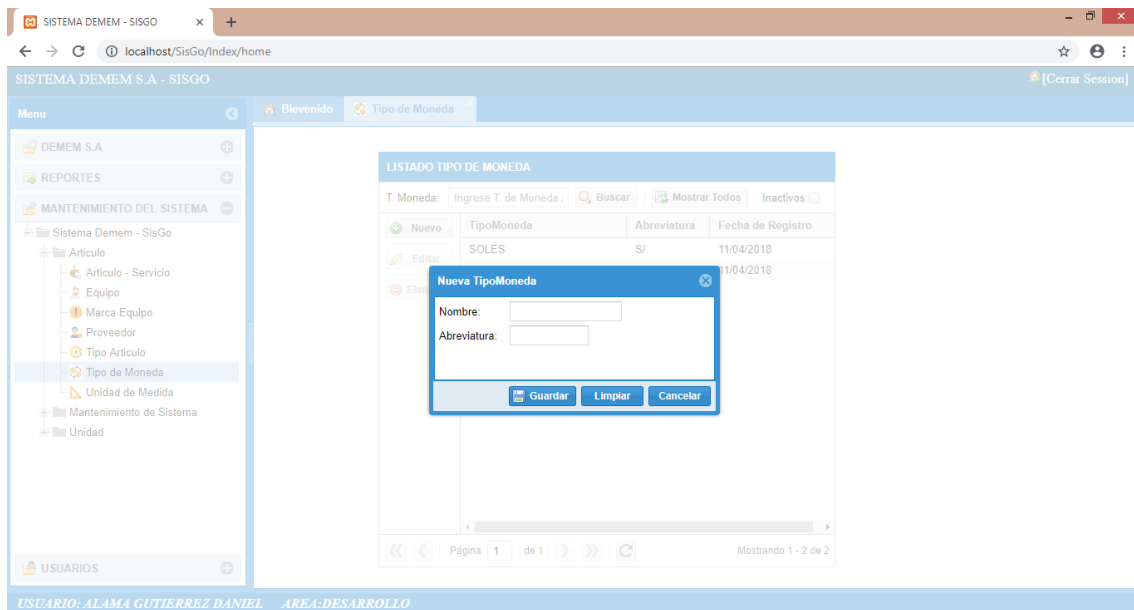 SISTEMA DEMEM - SISGO
localhost/SisGo/Index/home
SISTEMA DEMEM S.A - SISGO
[Cerrar Session]
Menu
Bievenido
Tipo de Moneda
DEMEM S.A
REPORTES
MANTENIMIENTO DEL SISTEMA
Sistema Demem - SisGo
Articulo
Articulo - Servicio
Equipo
Marca Equipo
Proveedor
Tipo Articulo
Tipo de Moneda
Unidad de Medida
Mantenimiento de Sistema
Unidad
USUARIOS
LISTADO TIPO DE MONEDA
T. Moneda: Ingrese T. de Moneda Buscar Mostrar Todos Inactivos:
Nuevo
Editar
TipoMoneda Abreviatura Fecha de Registro
SOLES S/ 11/04/2018
11/04/2018
Nueva TipoMoneda
Nombre:
Abreviatura:
Guardar Limpiar Cancelar
Página 1 de 1 Mostrando 1 - 2 de 2
USUARIO: ALAMA GUTIERREZ DANIEL AREA:DESARROLLO